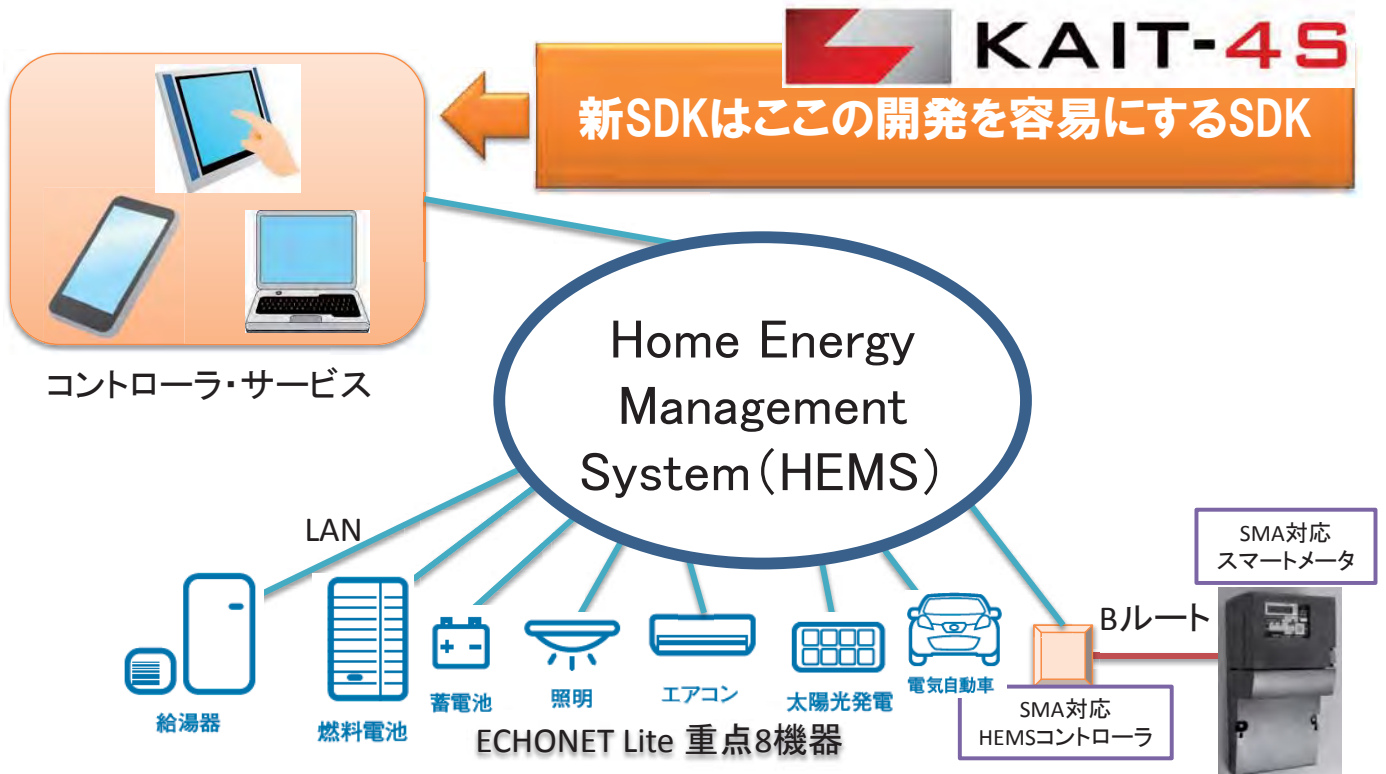 KAIT-4S
新SDKはここの開発を容易にするSDK
コントローラ・サービス
Home Energy
Management
System(HEMS)
LAN
SMA対応
スマートメータ
Bルート
給湯器
燃料電池
蓄電池
照明
エアコン
太陽光発電
電気自動車
SMA対応
HEMSコントローラ
ECHONET Lite 重点8機器